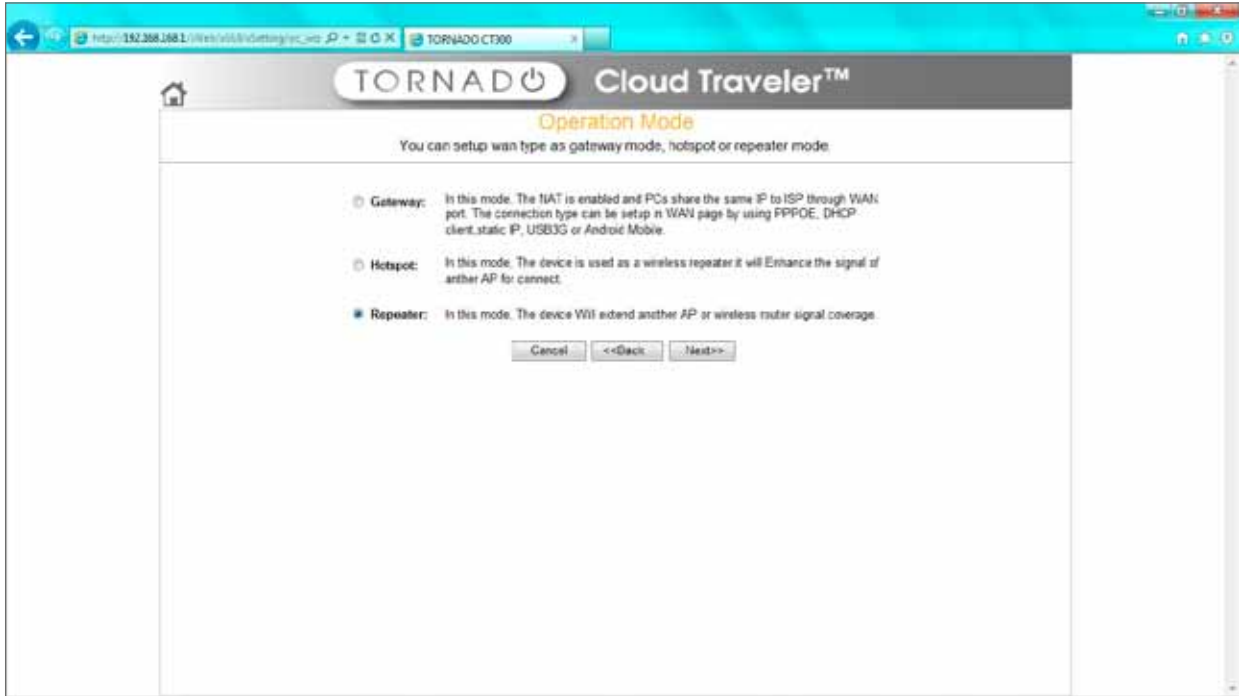 192.168.168.1
TORNADO CT300
TORNADO Cloud Traveler™
Operation Mode
You can setup wan type as gateway mode, hotspot or repeater mode
Gateway: In this mode. The NAT is enabled and PCs share the same IP to ISP through WAN
port. The connection type can be setup in WAN page by using PPPOE, DHCP
client,static IP, USB3G or Android Mobile.
Hotspot: In this mode. The device is used as a wireless repeater it will Enhance the signal of
anther AP for connect.
Repeater: In this mode. The device Will extend another AP or wireless router signal coverage.
Cancel <<Back Next>>